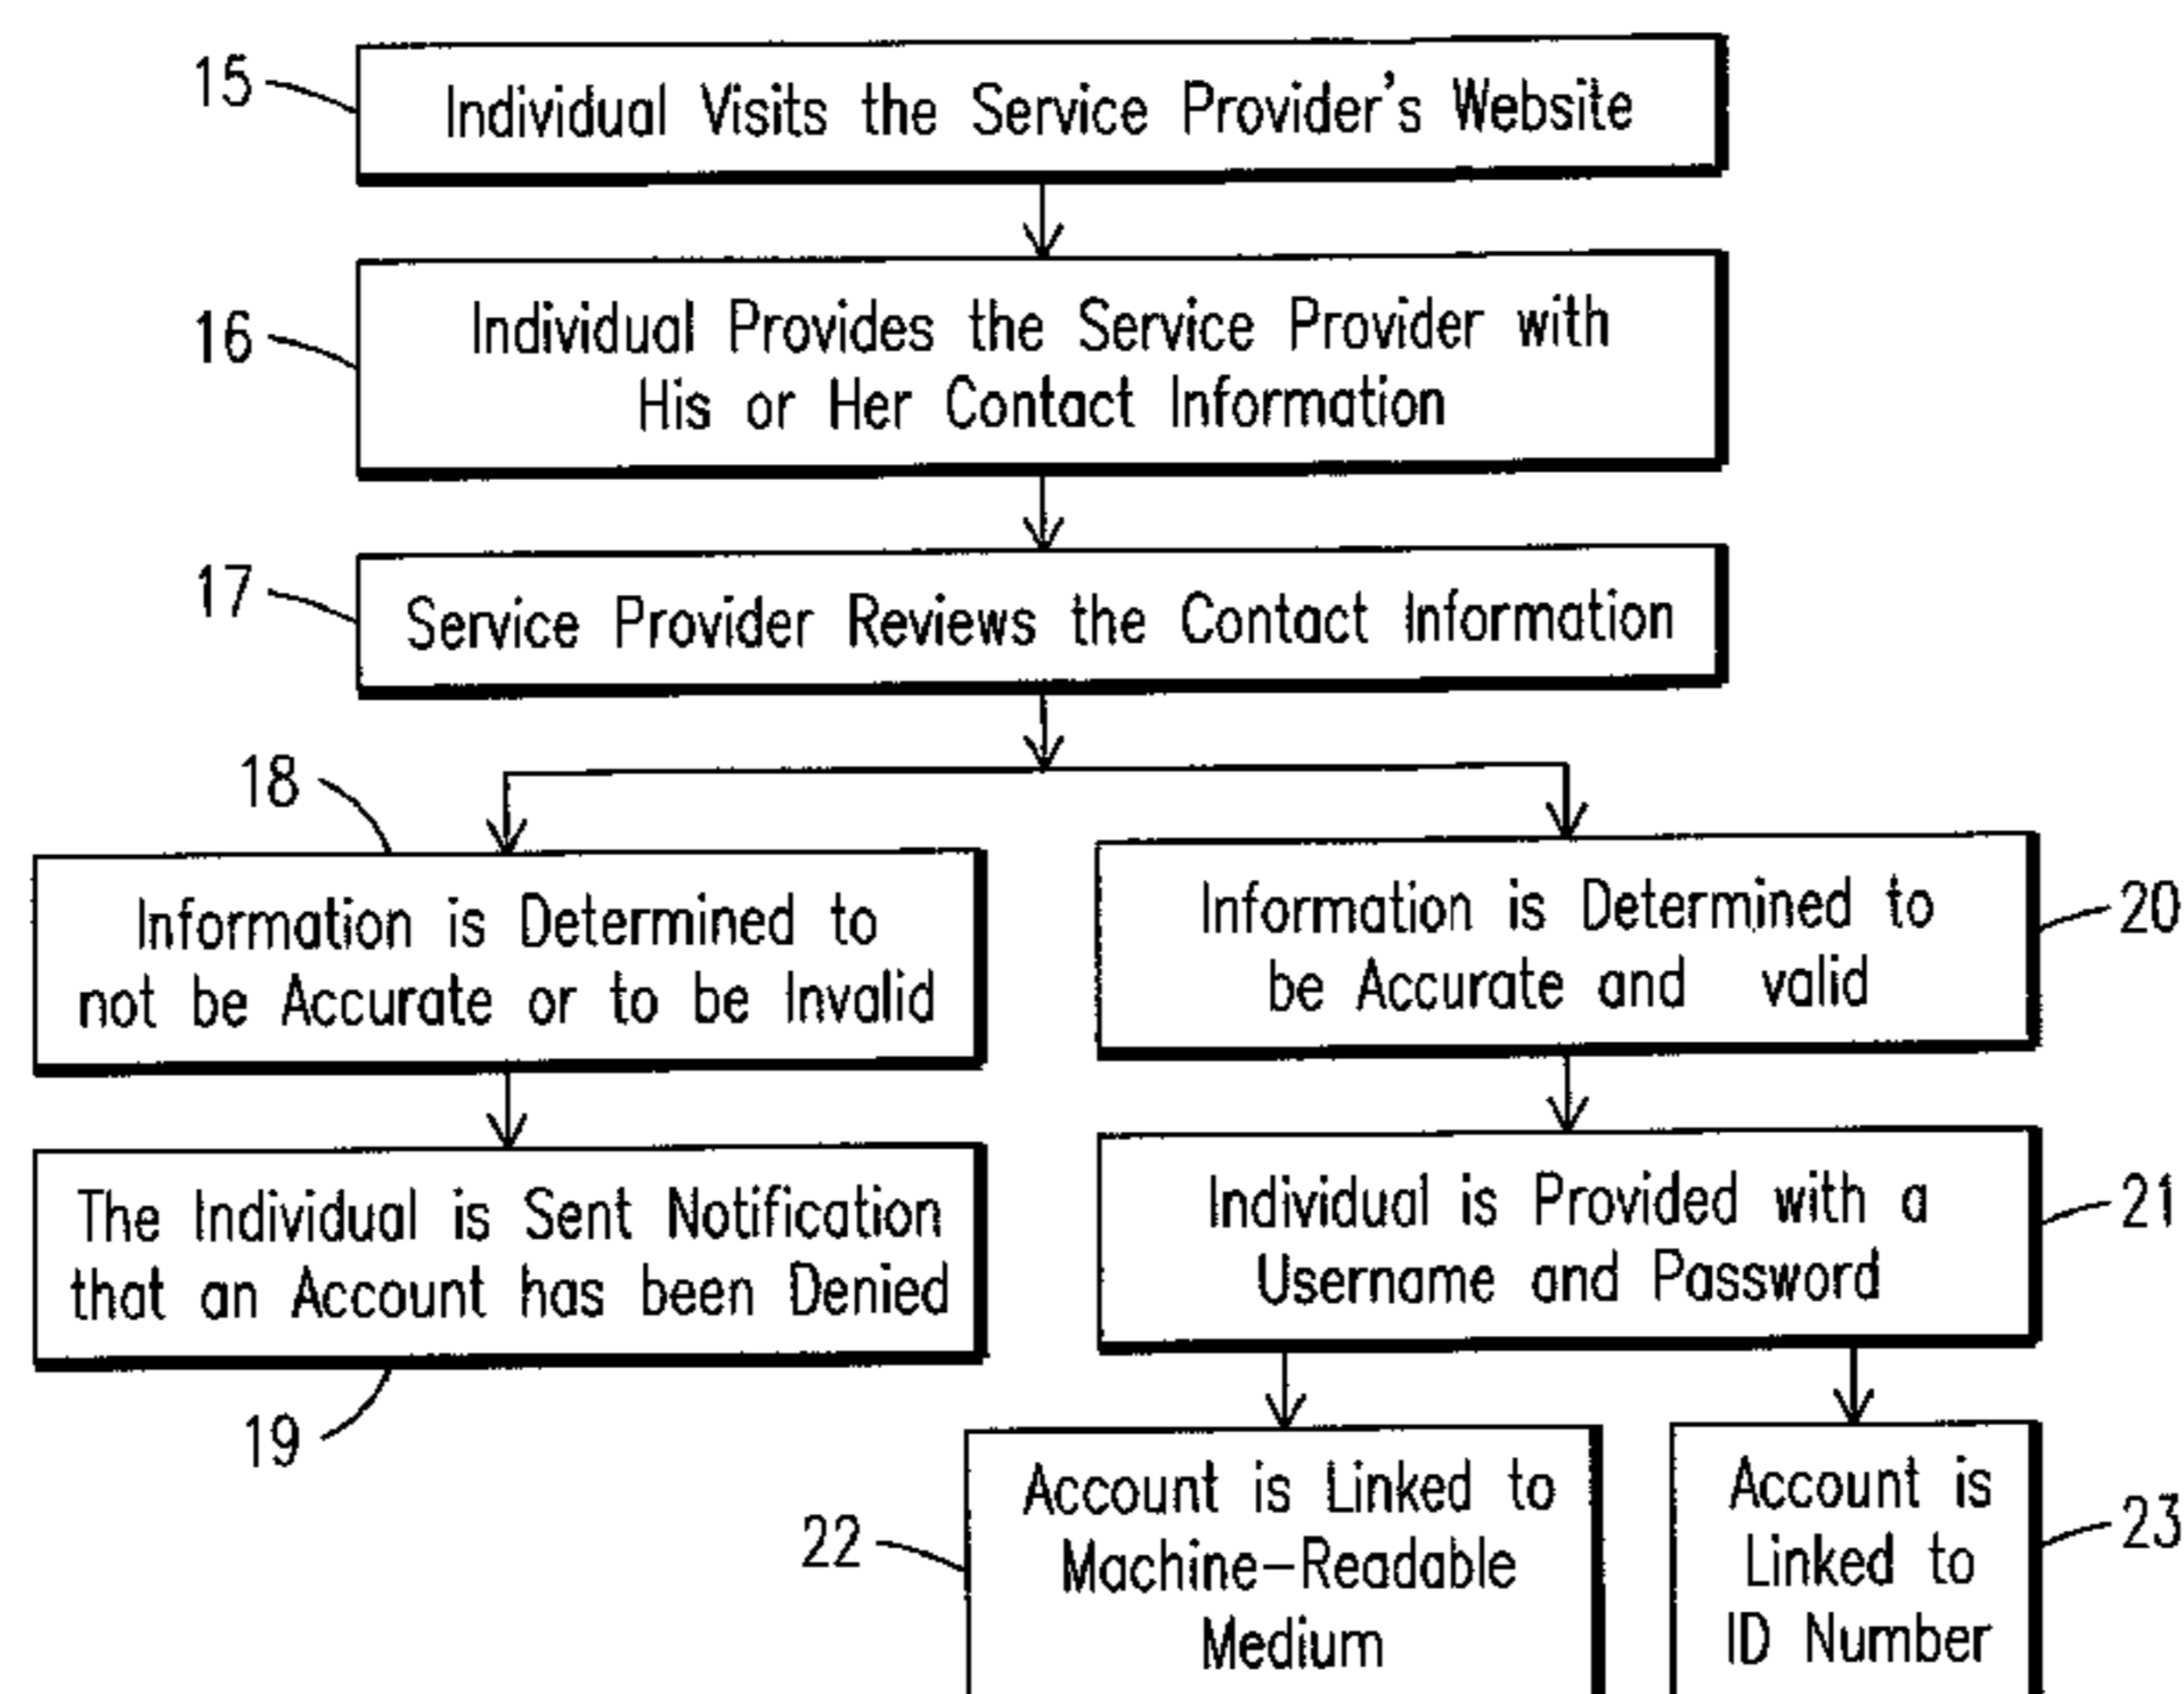 15
Individual Visits the Service Provider's Website
16
Individual Provides the Service Provider with
His or Her Contact Information
17
Service Provider Reviews the Contact Information
18
Information is Determined to
not be Accurate or to be Invalid
Information is Determined to
be Accurate and valid
20
The Individual is Sent Notification
that an Account has been Denied
19
Individual is Provided with a
Username and Password
21
22
Account is Linked to
Machine-Readable
Medium
Account is
Linked to
ID Number
23